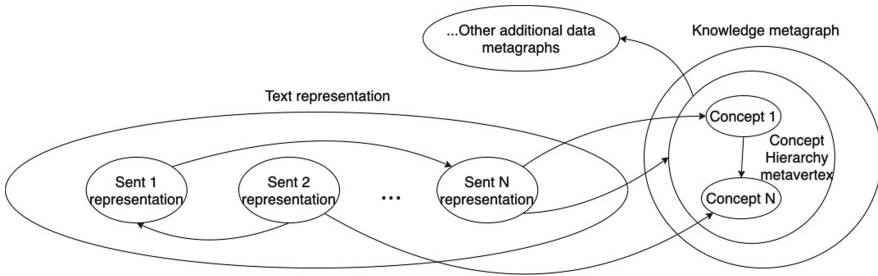 ...Other additional data
metagraphs
Knowledge metagraph
Text representation
Sent 1
representation
Sent 2
representation
...
Sent N
representation
Concept 1
Concept
Hierarchy
metavertex
Concept N